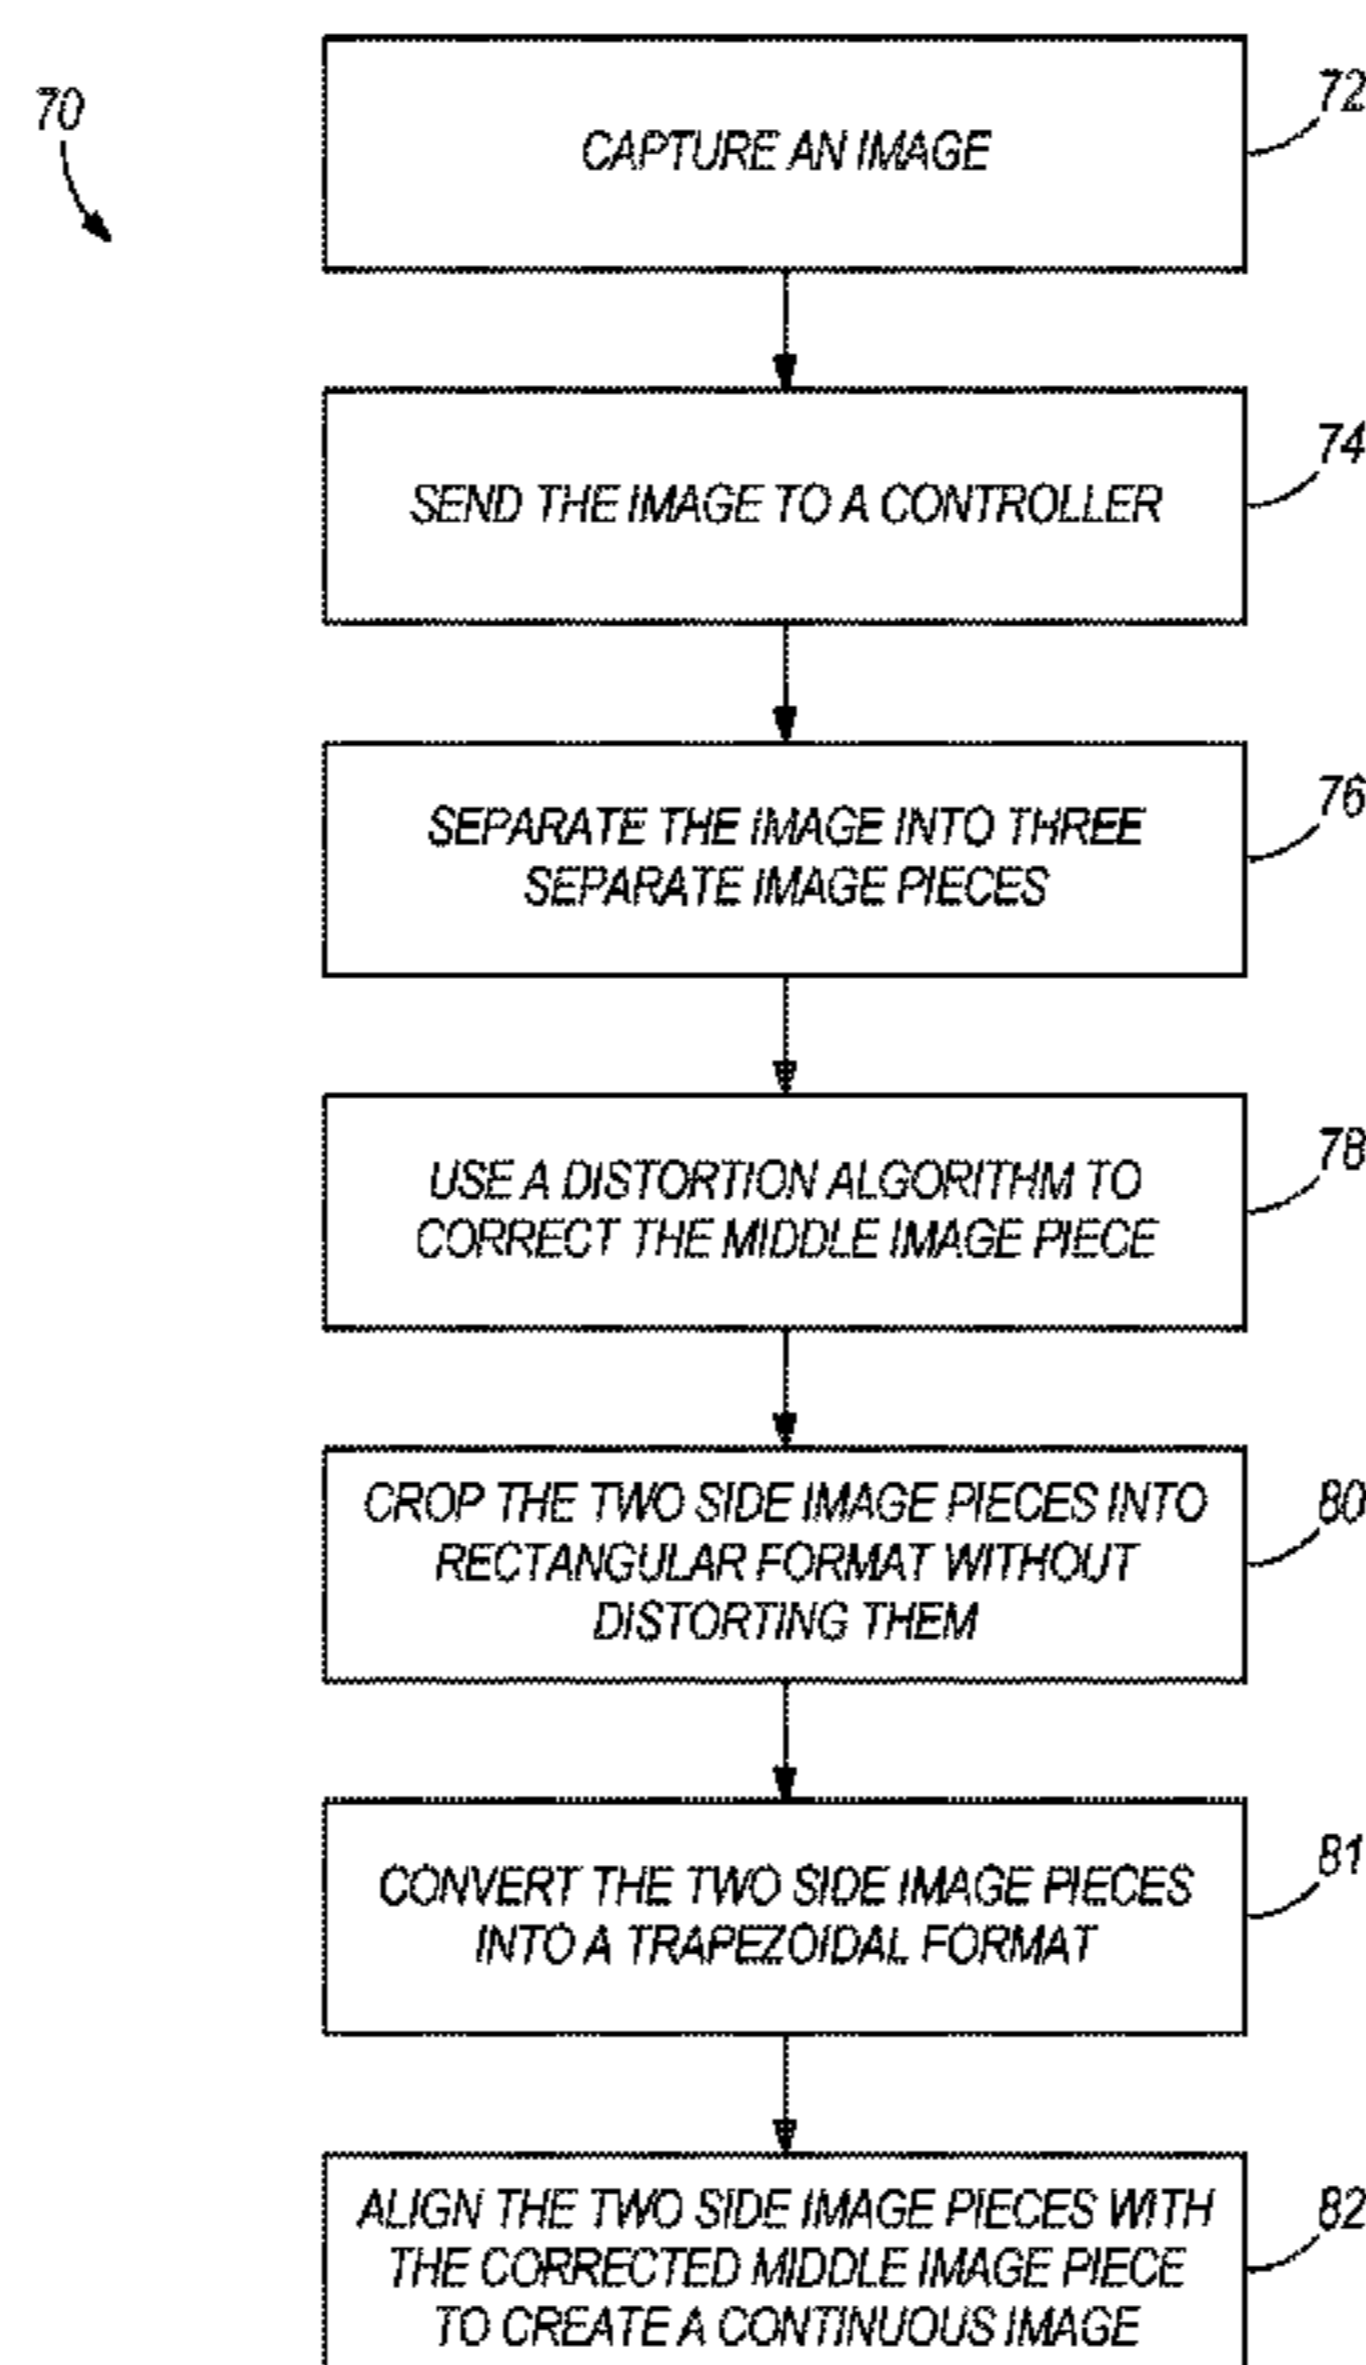 70
CAPTURE AN IMAGE
72
SEND THE IMAGE TO A CONTROLLER
74
SEPARATE THE IMAGE INTO THREE
SEPARATE IMAGE PIECES
76
USE A DISTORTION ALGORITHM TO
CORRECT THE MIDDLE IMAGE PIECE
78
CROP THE TWO SIDE IMAGE PIECES INTO
RECTANGULAR FORMAT WITHOUT
DISTORTING THEM
80
CONVERT THE TWO SIDE IMAGE PIECES
INTO A TRAPEZOIDAL FORMAT
81
ALIGN THE TWO SIDE IMAGE PIECES WITH
THE CORRECTED MIDDLE IMAGE PIECE
TO CREATE A CONTINUOUS IMAGE
82